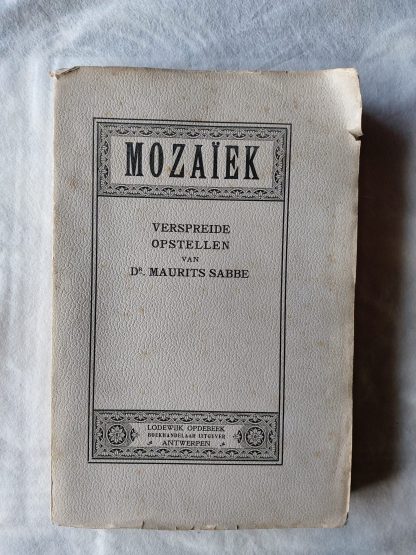 MOZAÏEK
VERSPREIDE
OPSTELLEN
VAN
DR. MAURITS SABBE
LODEWIJK OPDEBEEK
BOEKHANDELAAR UITGEVER
ANTWERPEN